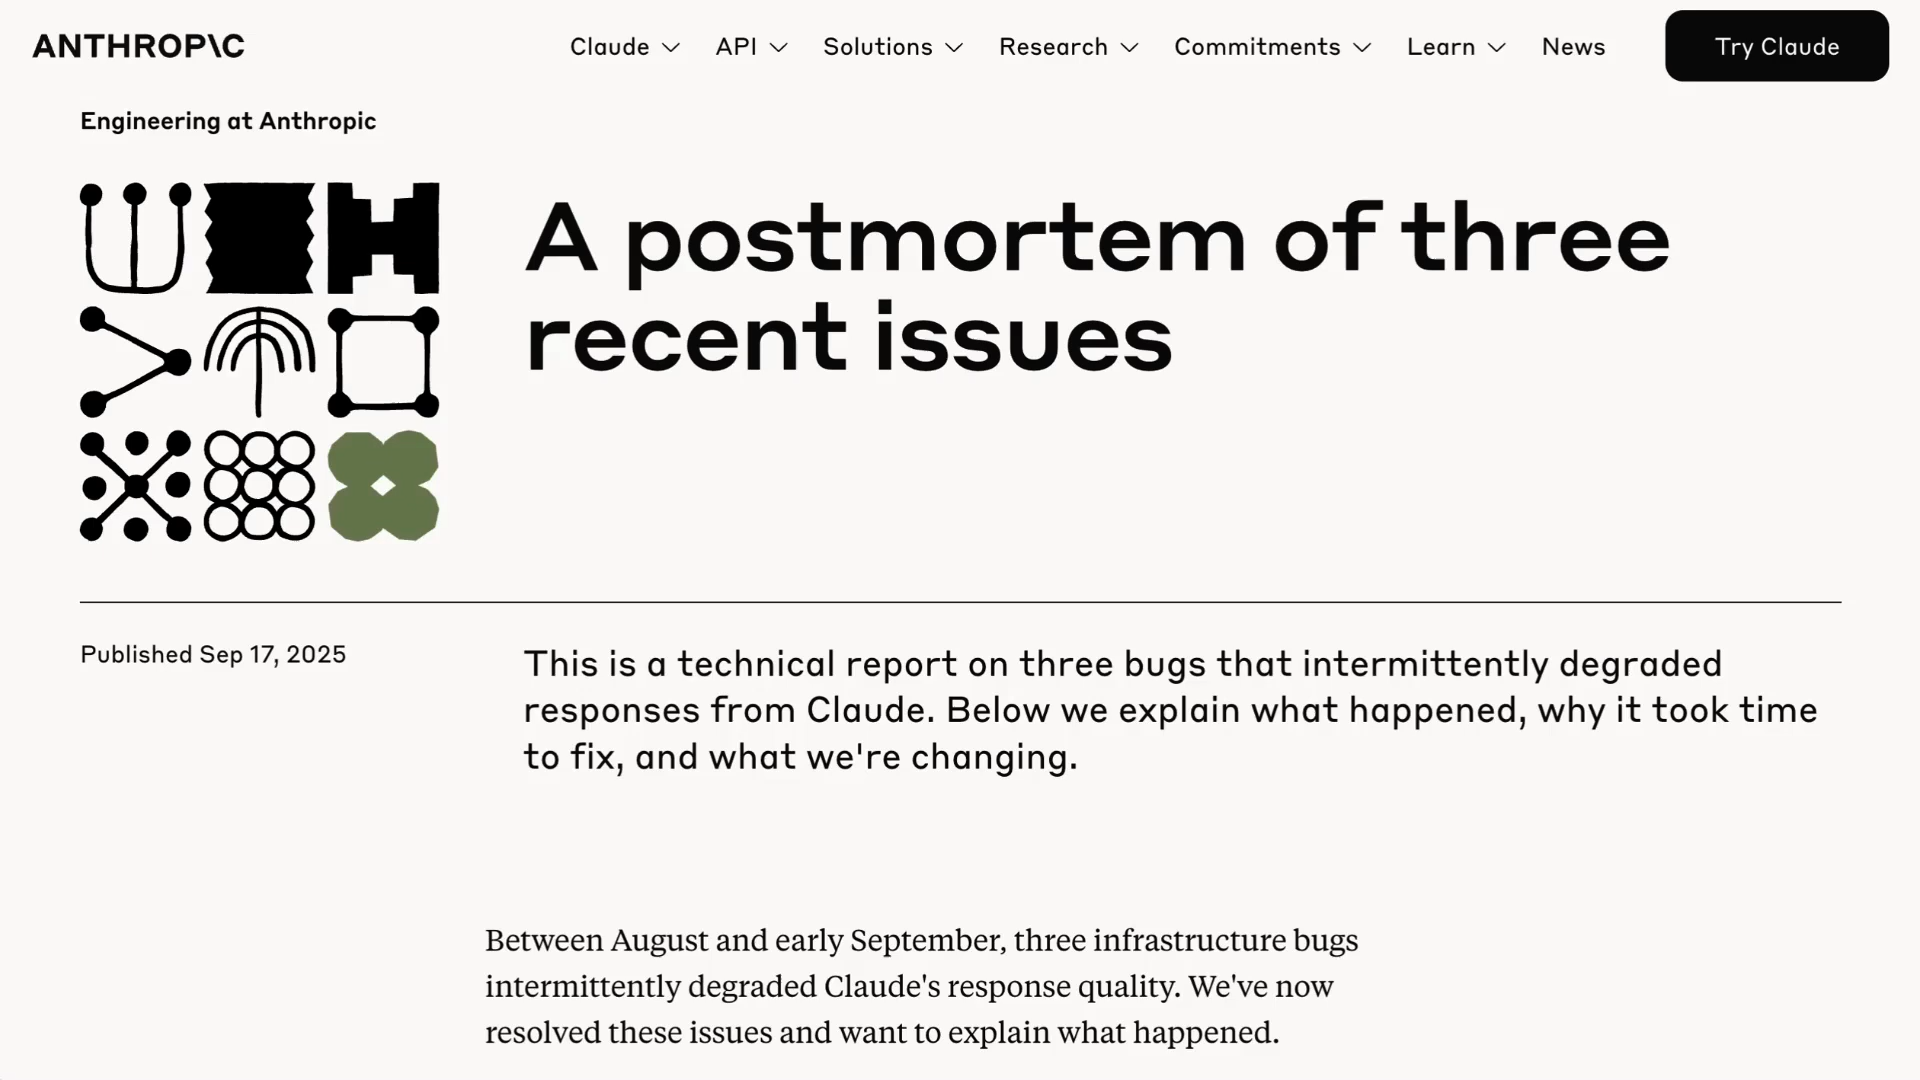 ANTHROP\C
Claude
API
Solutions
Research
Commitments
Learn
News
Try Claude
Engineering at Anthropic
A postmortem of three
recent issues
Published Sep 17, 2025
This is a technical report on three bugs that intermittently degraded
responses from Claude. Below we explain what happened, why it took time
to fix, and what we're changing.
Between August and early September, three infrastructure bugs
intermittently degraded Claude's response quality. We've now
resolved these issues and want to explain what happened.